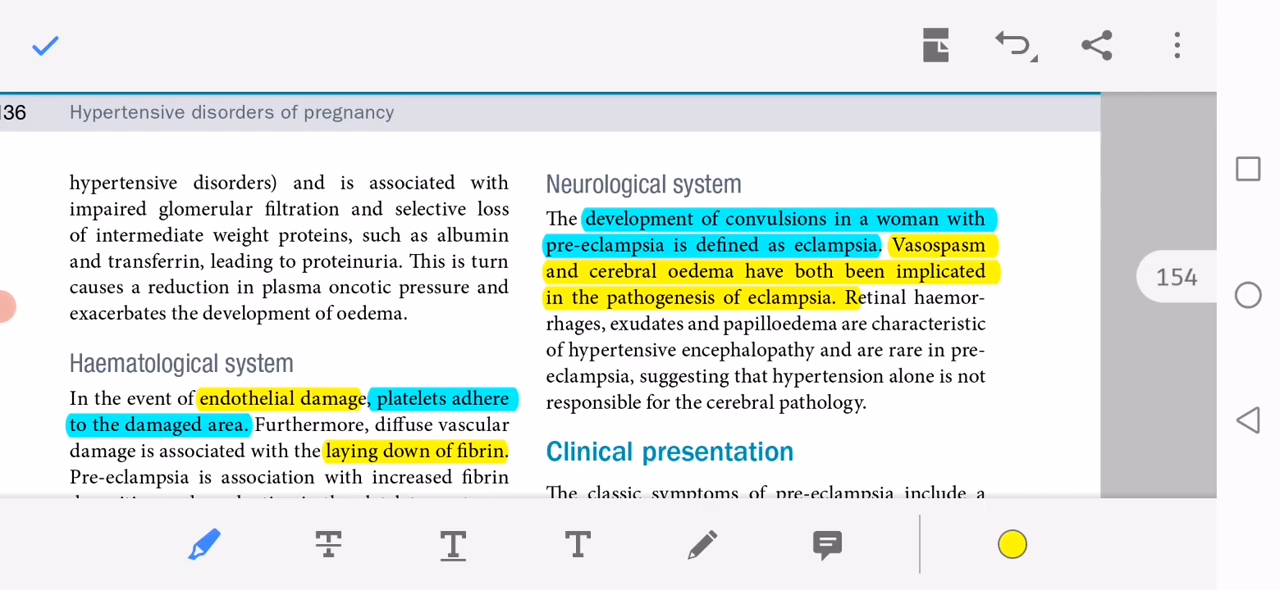 136 Hypertensive disorders of pregnancy
hypertensive disorders) and is associated with
impaired glomerular filtration and selective loss
of intermediate weight proteins, such as albumin
and transferrin, leading to proteinuria. This is turn
causes a reduction in plasma oncotic pressure and
exacerbates the development of oedema.
Haematological system
In the event of endothelial damage, platelets adhere
to the damaged area. Furthermore, diffuse vascular
damage is associated with the laying down of fibrin.
Pre-eclampsia is association with increased fibrin
Neurological system
The development of convulsions in a woman with
pre-eclampsia is defined as eclampsia. Vasospasm
and cerebral oedema have both been implicated
in the pathogenesis of eclampsia. Retinal haemor-
rhages, exudates and papilloedema are characteristic
of hypertensive encephalopathy and are rare in pre-
eclampsia, suggesting that hypertension alone is not
responsible for the cerebral pathology.
Clinical presentation
The classic symptoms of pre-eclampsia include a
154